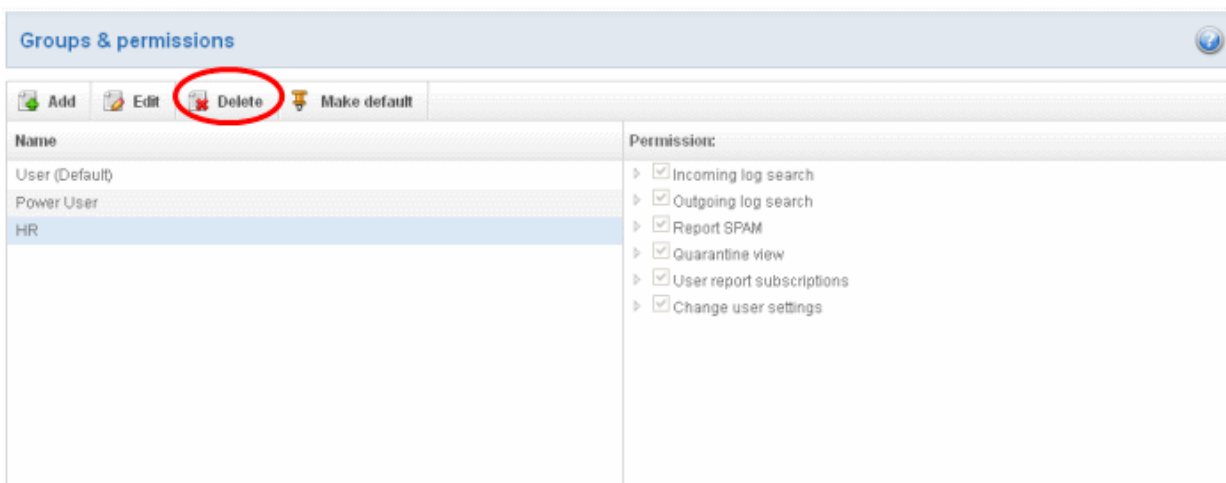 Groups & permissions
Add Edit Delete Make default
Name Permission:
User (Default)
Power User
HR
Incoming log search
Outgoing log search
Report SPAM
Quarantine view
User report subscriptions
Change user settings